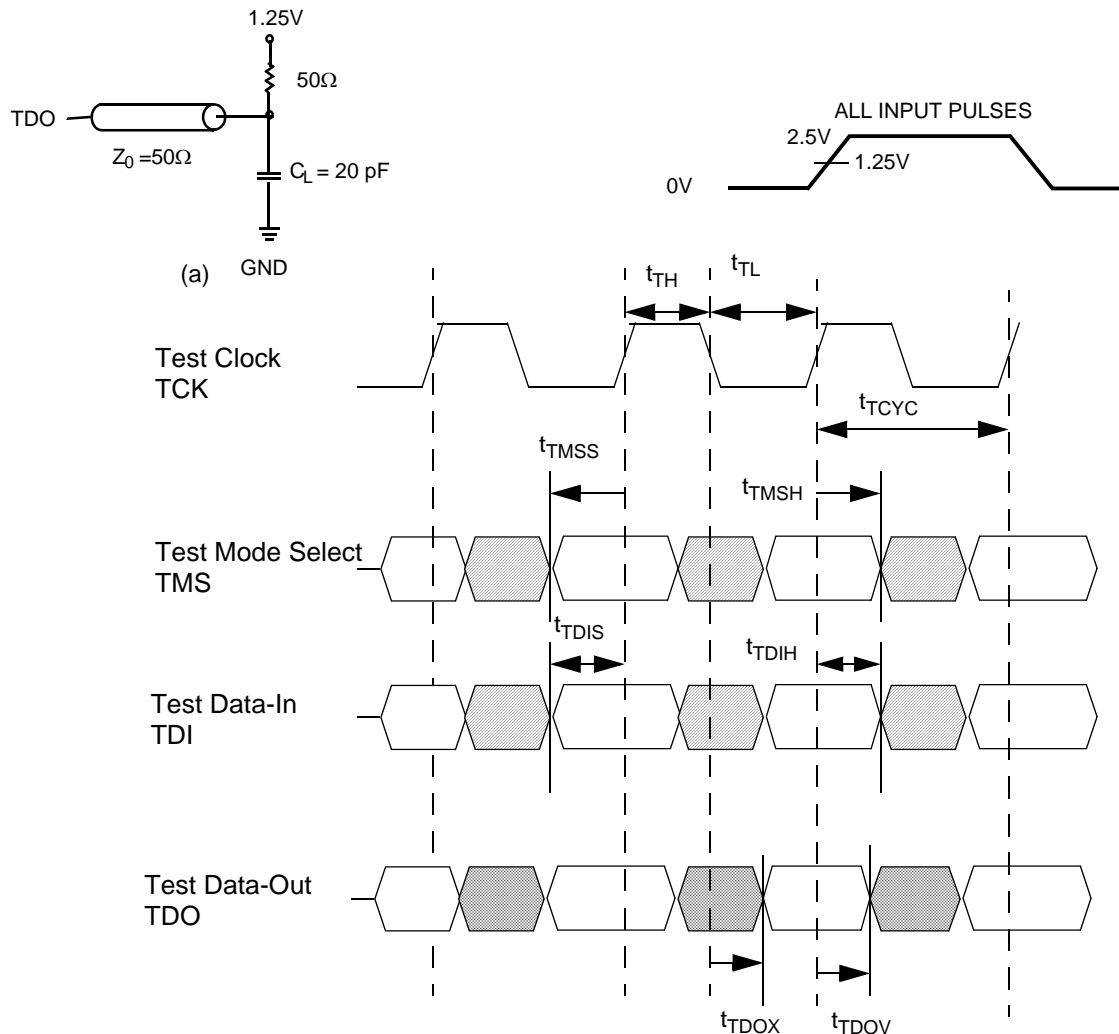 1.25V
50Ω
TDO
Z0 =50Ω
CL = 20 pF
(a)
GND
ALL INPUT PULSES
2.5V
1.25V
0V
tTH
tTL
Test Clock
TCK
tTCYC
tTMSS
tTMSH
Test Mode Select
TMS
tTDIS
tTDIH
Test Data-In
TDI
Test Data-Out
TDO
tTDOX
tTDOV